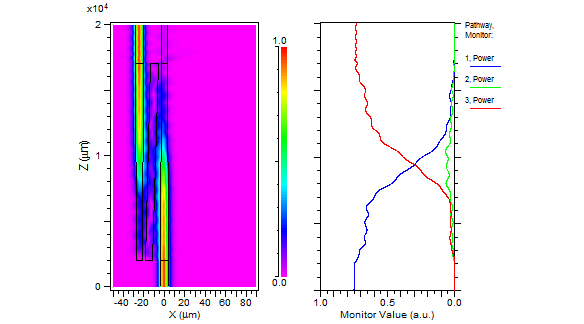 x10⁴
2
1
0
Z (µm)
-40 -20 0 20 40 60 80
X (µm)
1.0
0.0
1.0 0.5 0.0
Monitor Value (a.u.)
Pathway,
Monitor:
1, Power
2, Power
3, Power